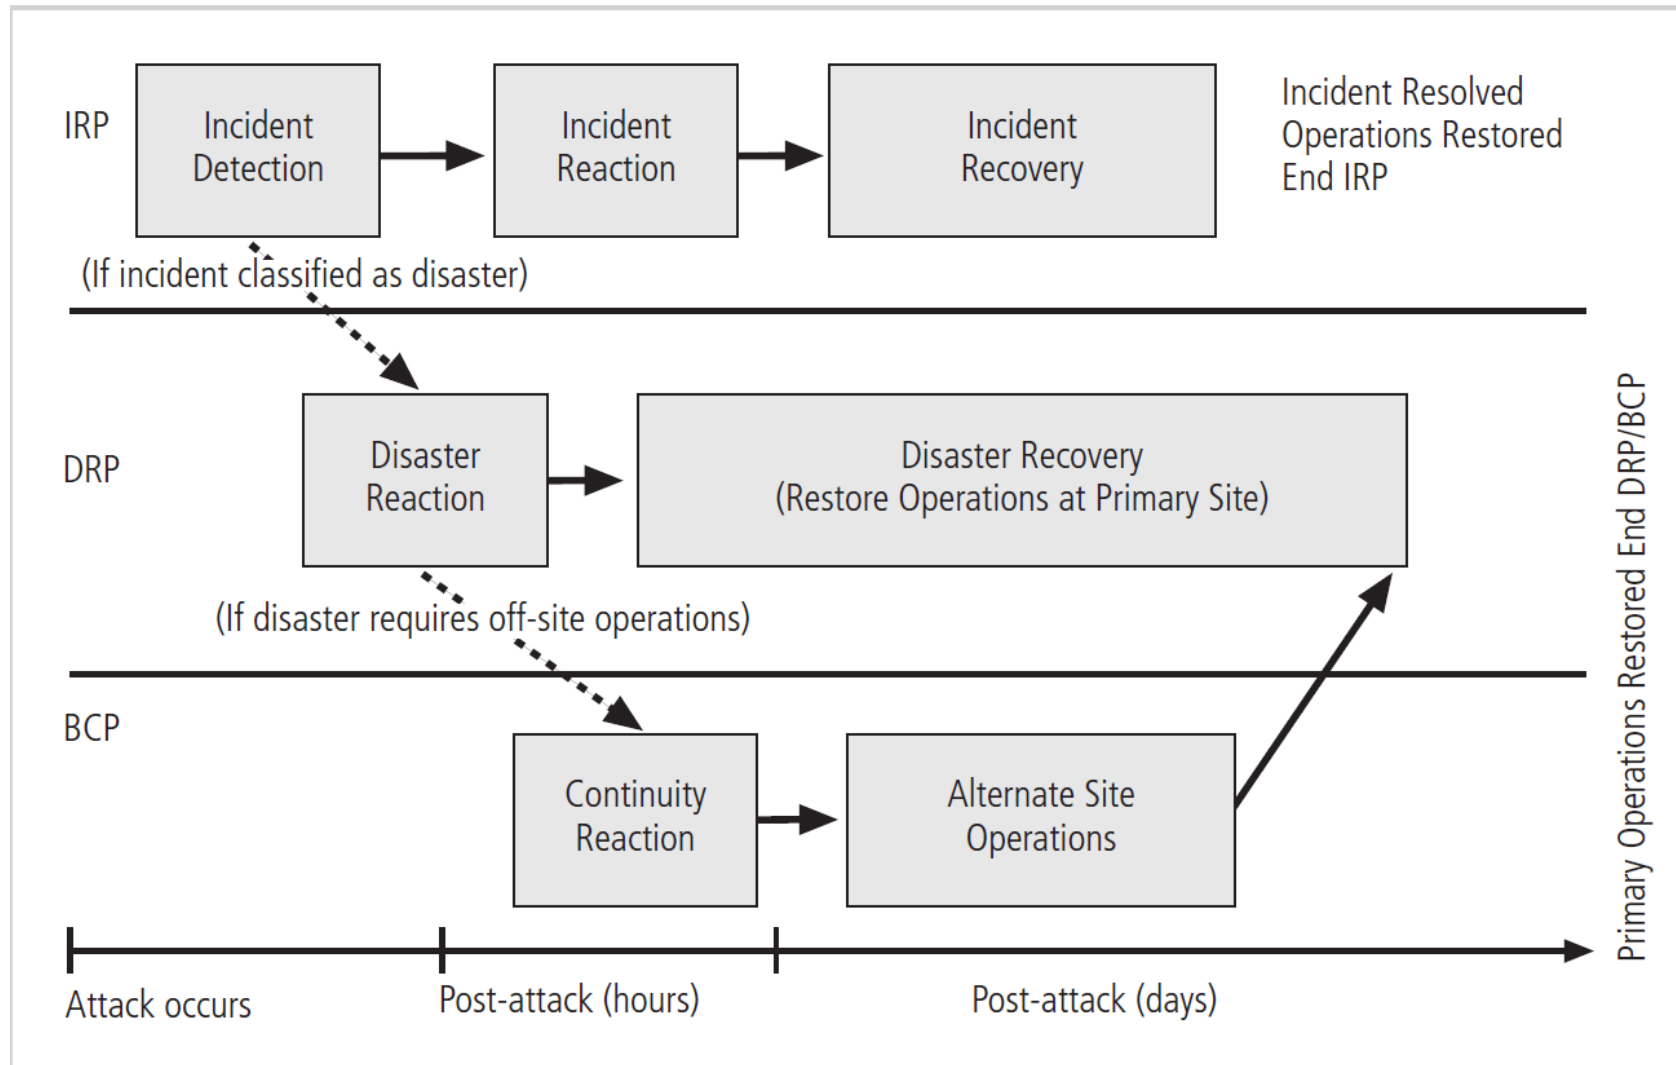 IRP
Incident
Detection
Incident
Reaction
Incident
Recovery
Incident Resolved
Operations Restored
End IRP
(If incident classified as disaster)
DRP
Disaster
Reaction
Disaster Recovery
(Restore Operations at Primary Site)
(If disaster requires off-site operations)
BCP
Continuity
Reaction
Alternate Site
Operations
Primary Operations Restored End DRP/BCP
Attack occurs
Post-attack (hours)
Post-attack (days)